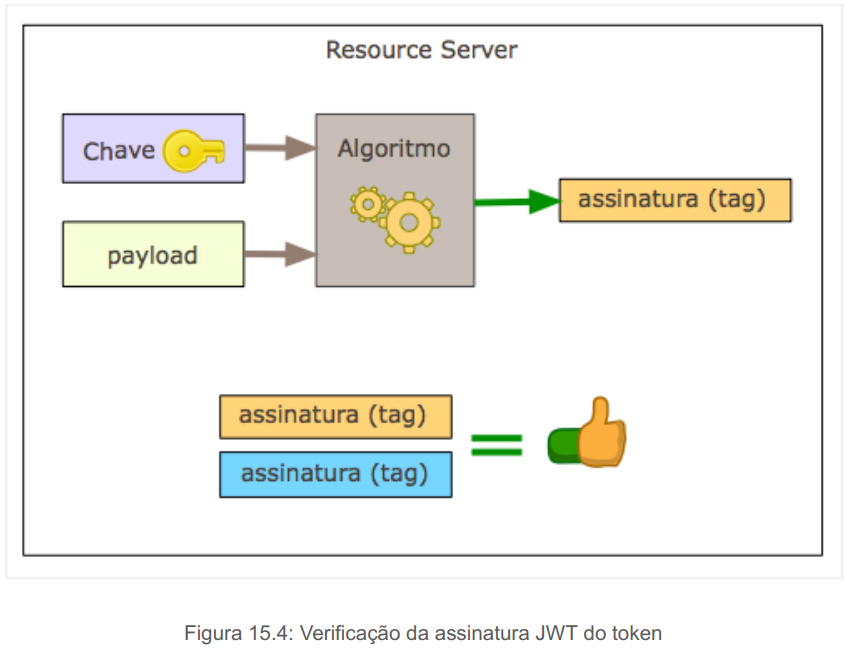 Resource Server
Chave
Algoritmo
payload
assinatura (tag)
assinatura (tag)
assinatura (tag)
Figura 15.4: Verificação da assinatura JWT do token